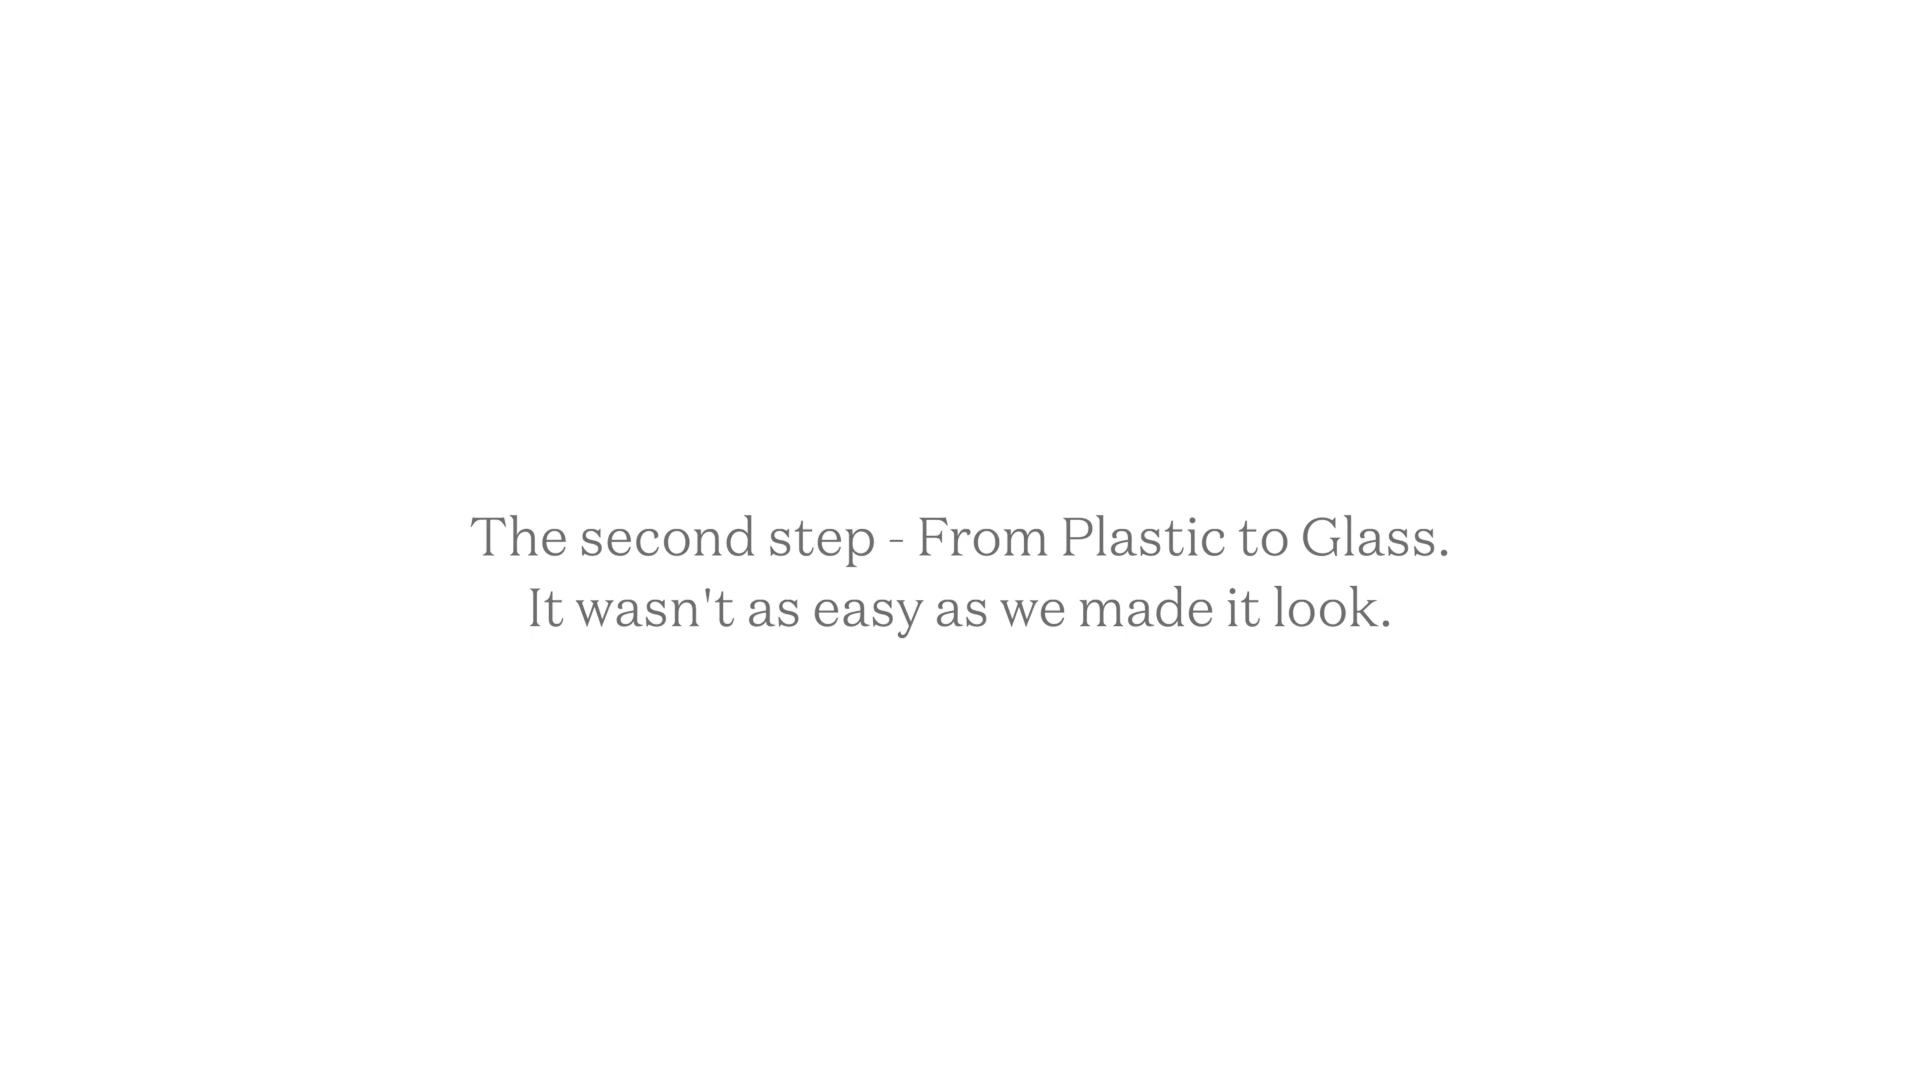 The second step - From Plastic to Glass.
It wasn't as easy as we made it look.